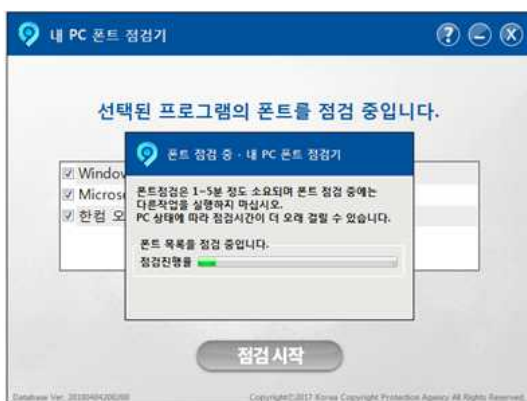 내 PC 폰트 점검기
?
선택된 프로그램의 폰트를 점검 중입니다.
폰트 점검 중 - 내 PC 폰트 점검기
Window
Micros
한컴 오
폰트점검은 1~5분 정도 소요되며 폰트 점검 중에는
다른작업을 실행하지 마십시오.
PC 상태에 따라 점검시간이 더 오래 걸릴 수 있습니다.
폰트 목록을 점검 중입니다.
점검진행율
점검 시작
Database Ver.
Copyright©2017 Korea Copyright Protection Agency All Rights Reserved